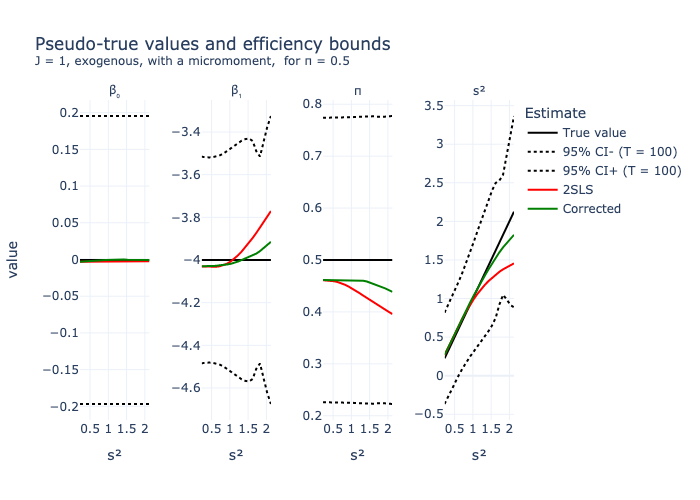 Pseudo-true values and efficiency bounds
J = 1, exogenous, with a micromoment,  for π = 0.5
β₀
β₁
π
s²
value
0.2
0.15
0.1
0.05
0
−0.05
−0.1
−0.15
−0.2
0.5 1 1.5 2
s²
−3.4
−3.6
−3.8
−4
−4.2
−4.4
−4.6
0.5 1 1.5 2
s²
0.8
0.7
0.6
0.5
0.4
0.3
0.2
0.5 1 1.5 2
s²
3.5
3
2.5
2
1.5
1
0.5
0
−0.5
0.5 1 1.5 2
s²
Estimate
True value
95% CI- (T = 100)
95% CI+ (T = 100)
2SLS
Corrected